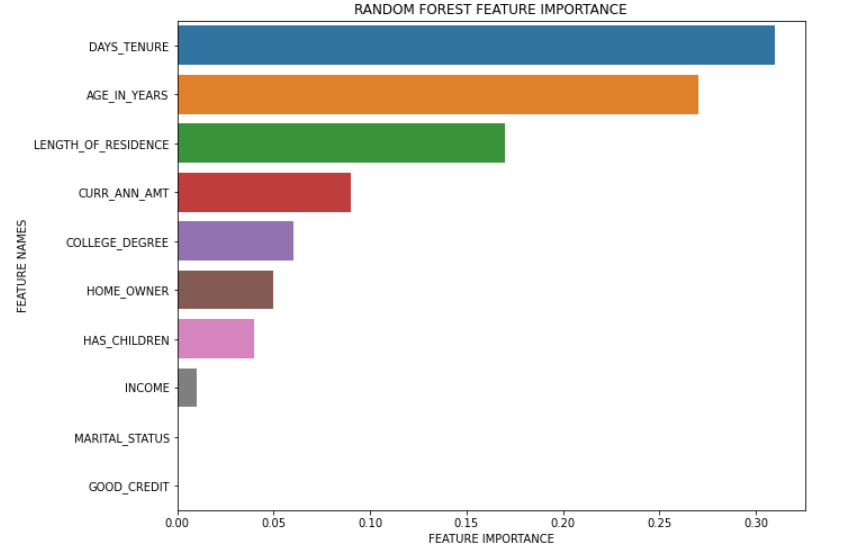 RANDOM FOREST FEATURE IMPORTANCE
DAYS_TENURE
AGE_IN_YEARS
LENGTH_OF_RESIDENCE
CURR_ANN_AMT
COLLEGE_DEGREE
HOME_OWNER
HAS_CHILDREN
INCOME
MARITAL_STATUS
GOOD_CREDIT
FEATURE NAMES
0.00 0.05 0.10 0.15 0.20 0.25 0.30
FEATURE IMPORTANCE